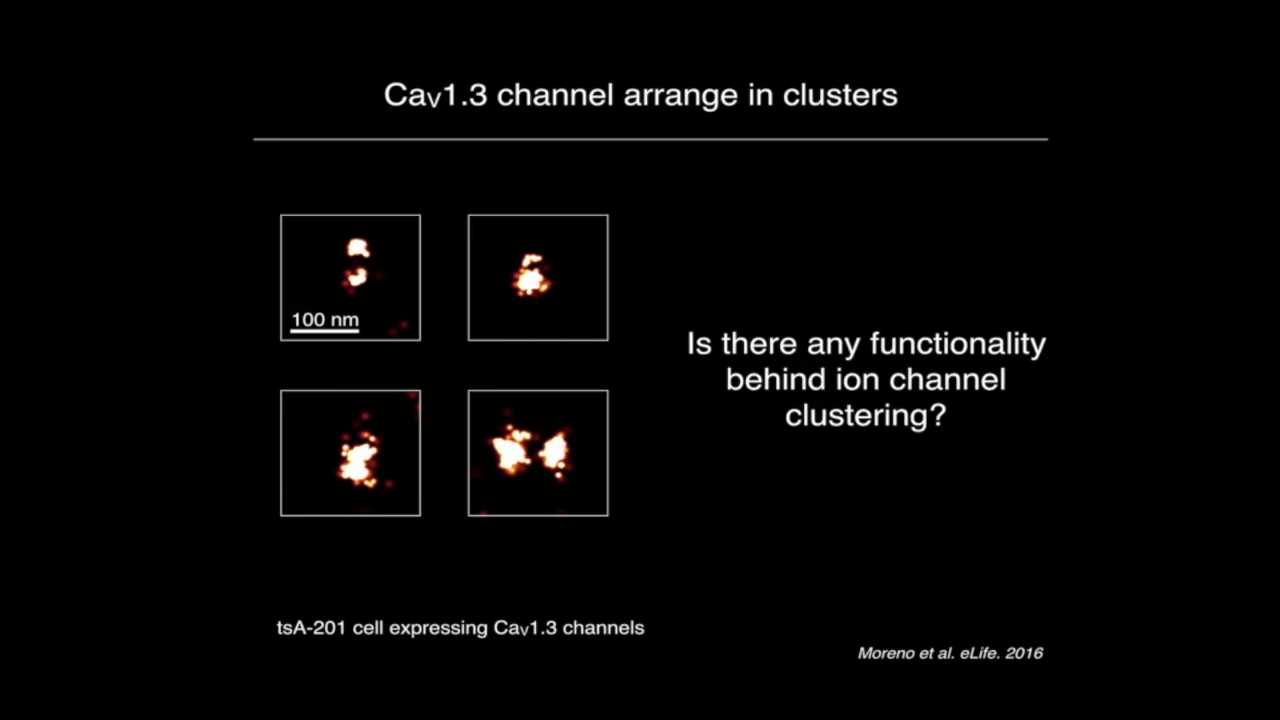 Cav1.3 channel arrange in clusters
100 nm
Is there any functionality
behind ion channel
clustering?
tsA-201 cell expressing Cav1.3 channels
Moreno et al. eLife. 2016